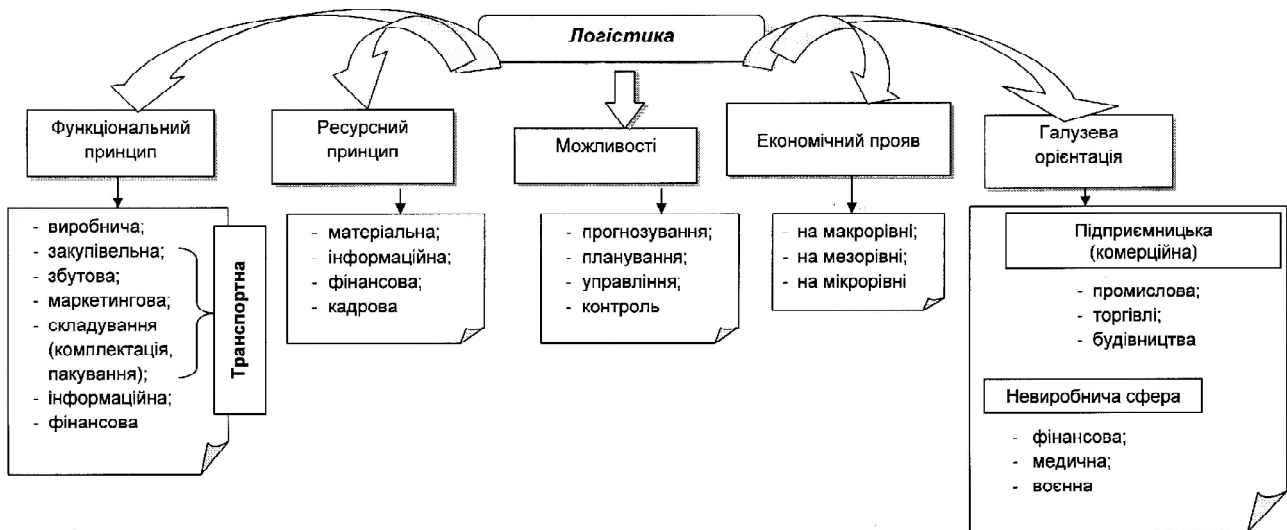 Логістика
Функціональний
принцип
Ресурсний
принцип
Можливості
Економічний прояв
Галузева
орієнтація
- виробнича;
- закупівельна;
- збутова;
- маркетингова;
- складування
(комплектація,
пакування);
- інформаційна;
- фінансова
Транспортна
- матеріальна;
- інформаційна;
- фінансова;
- кадрова
- прогнозування;
- планування;
- управління;
- контроль
- на макрорівні;
- на мезорівні;
- на мікрорівні
Підприємницька
(комерційна)
- промислова;
- торгівлі;
- будівництва
Невиробнича сфера
- фінансова;
- медична;
- воєнна